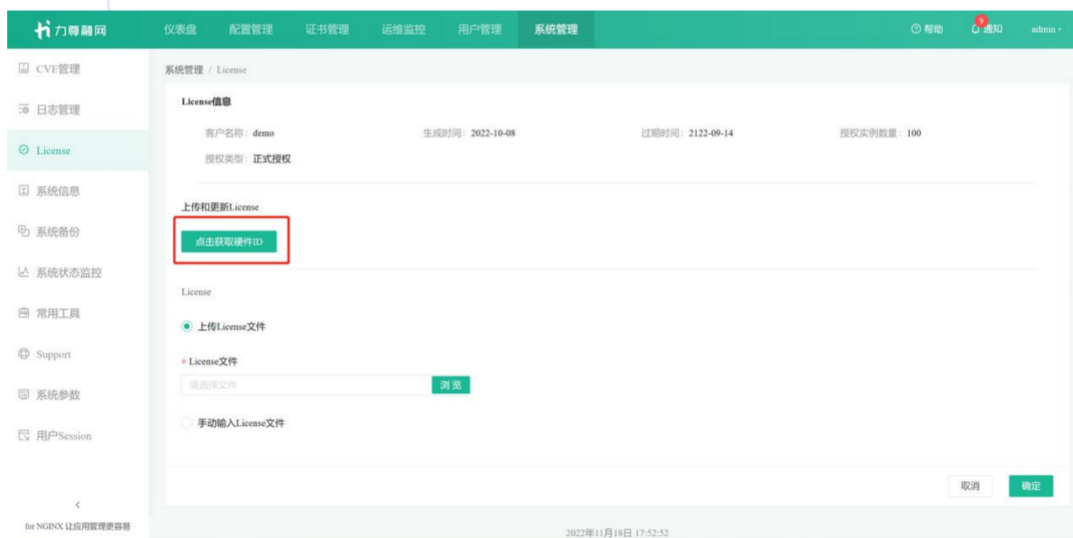 力尊融网 仪表盘 配置管理 证书管理 运维监控 用户管理 系统管理 帮助 9 通知 admin
CVE管理
日志管理
License
系统信息
系统备份
系统状态监控
常用工具
Support
系统参数
用户Session
for NGINX 让应用管理更容易
系统管理 / License
License信息
客户名称: demo 生成时间: 2022-10-08 过期时间: 2122-09-14 授权实例数量: 100
授权类型: 正式授权
上传和更新License
点击获取硬件ID
License
上传License文件
* License文件
请选择文件 浏览
手动输入License文件
取消 确定
2022年11月18日 17:52:52